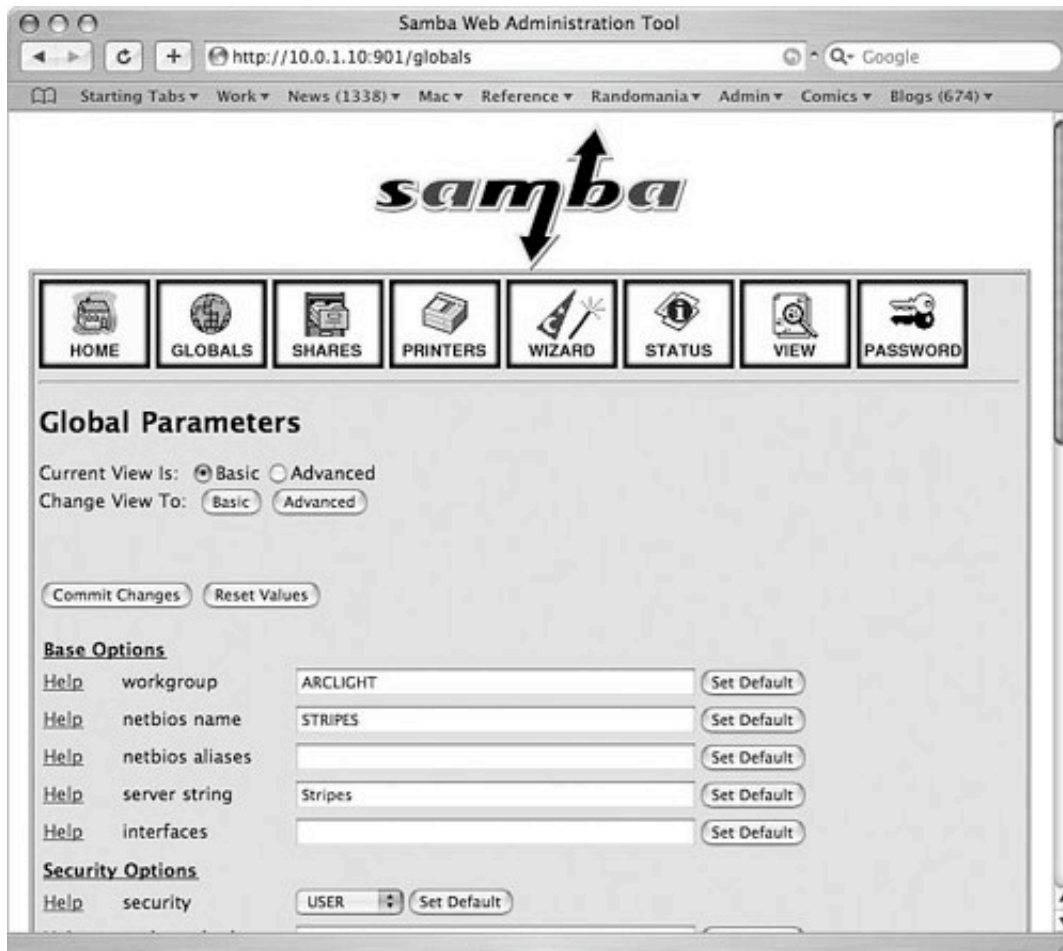 Samba Web Administration Tool
http://10.0.1.10:901/globals
Google
Starting Tabs Work News (1338) Mac Reference Randomania Admin Comics Blogs (674)
samba
HOME GLOBALS SHARES PRINTERS WIZARD STATUS VIEW PASSWORD
Global Parameters
Current View Is: Basic Advanced
Change View To: Basic Advanced
Commit Changes Reset Values
Base Options
Help workgroup ARCLIGHT Set Default
Help netbios name STRIPES Set Default
Help netbios aliases Set Default
Help server string Stripes Set Default
Help interfaces Set Default
Security Options
Help security USER Set Default